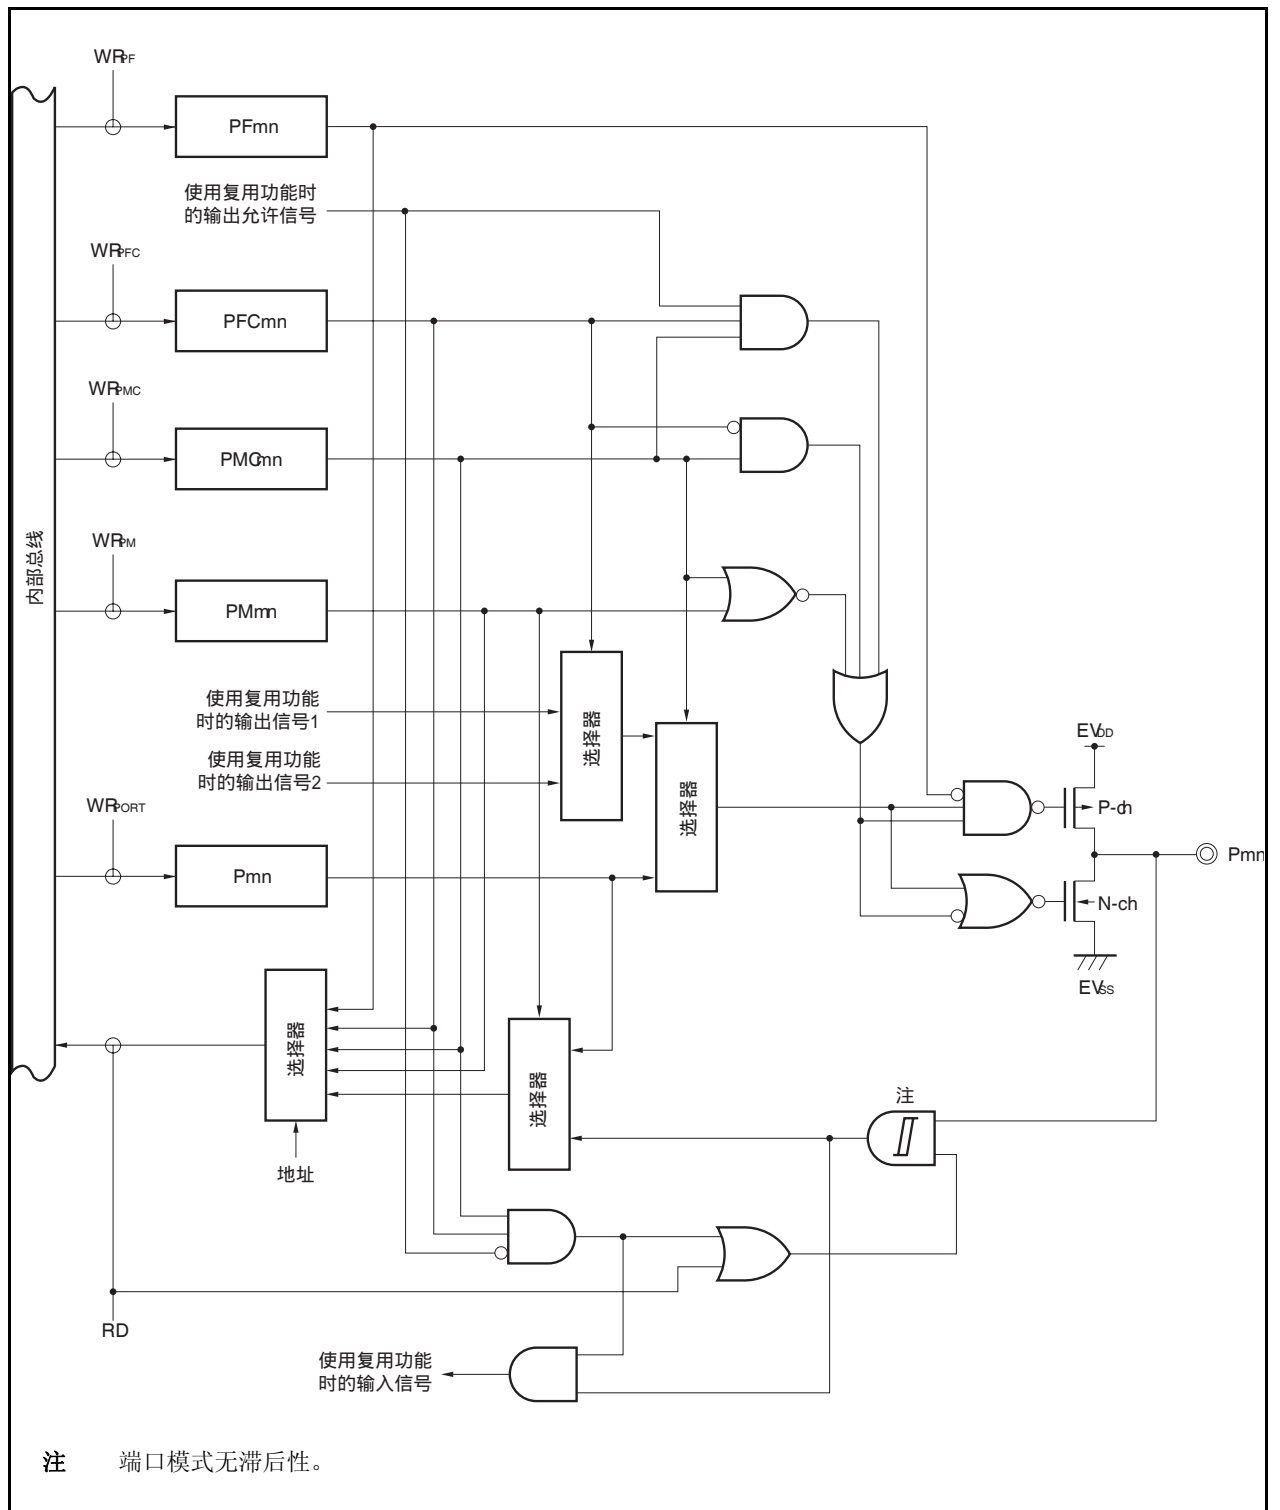 WRPF
PFmn
使用复用功能时
的输出允许信号
WRPFC
PFCmn
WRPMC
PMCmn
内部总线
WRPM
PMmn
使用复用功能
时的输出信号1
选择器
使用复用功能
时的输出信号2
选择器
EVDD
P-ch
WRPORT
Pmn
Pmn
N-ch
EVSS
选择器
选择器
注
地址
RD
使用复用功能
时的输入信号
注 端口模式无滞后性。